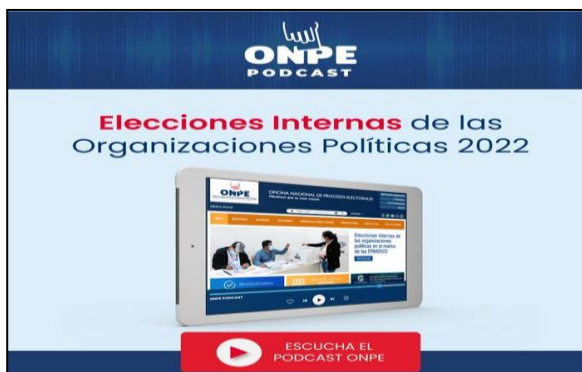 ONPE
PODCAST
Elecciones Internas de las
Organizaciones Políticas 2022
ONPE
OFICINA NACIONAL DE PROCESOS ELECTORALES
Elecciones Internas de
las organizaciones
políticas en el marco
de las ERM2022
ONPE PODCAST
ESCUCHA EL
PODCAST ONPE